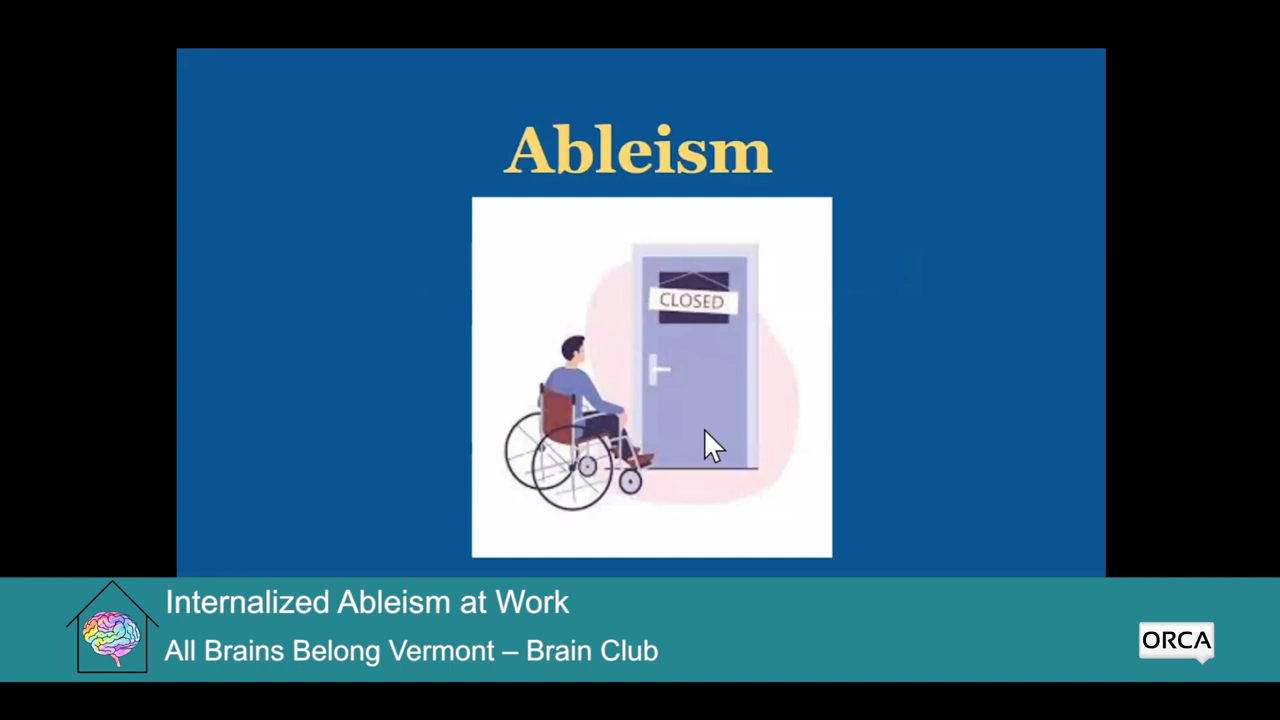 Ableism
CLOSED
Internalized Ableism at Work
All Brains Belong Vermont – Brain Club
ORCA